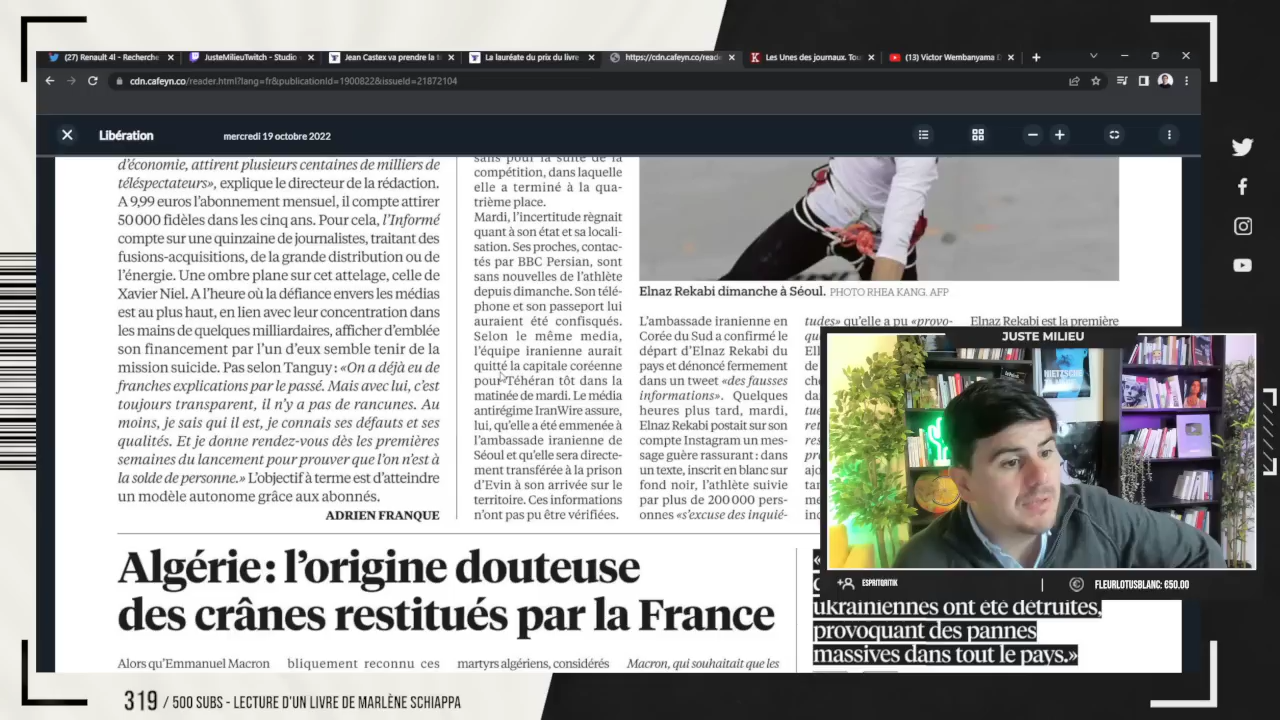 (27) Renault 4l - Recherche
JusteMilieuTwitch - Studio
Jean Castex va prendre la t
La lauréate du prix du livre
https://cdn.cafeyn.co/reade
Les Unes des journaux. Tou
(13) Victor Wembanyama D
cdn.cafeyn.co/reader.html?lang=fr&publicationId=1900822&issueId=21872104
Libération
mercredi 19 octobre 2022
d'économie, attirent plusieurs centaines de milliers de
téléspectateurs», explique le directeur de la rédaction.
A 9,99 euros l'abonnement mensuel, il compte attirer
50 000 fidèles dans les cinq ans. Pour cela, l'Informé
compte sur une quinzaine de journalistes, traitant des
fusions-acquisitions, de la grande distribution ou de
l'énergie. Une ombre plane sur cet attelage, celle de
Xavier Niel. A l'heure où la défiance envers les médias
est au plus haut, en lien avec leur concentration dans
les mains de quelques milliardaires, afficher d'emblée
son financement par l'un d'eux semble tenir de la
mission suicide. Pas selon Tanguy : «On a déjà eu de
franches explications par le passé. Mais avec lui, c'est
toujours transparent, il n'y a pas de rancunes. Au
moins, je sais qui il est, je connais ses défauts et ses
qualités. Et je donne rendez-vous dès les premières
semaines du lancement pour prouver que l'on n'est à
la solde de personne.» L'objectif à terme est d'atteindre
un modèle autonome grâce aux abonnés.
ADRIEN FRANQUE
sans pour la suite de la
compétition, dans laquelle
elle a terminé à la qua-
trième place.
Mardi, l'incertitude règnait
quant à son état et sa locali-
sation. Ses proches, contac-
tés par BBC Persian, sont
sans nouvelles de l'athlète
depuis dimanche. Son télé-
phone et son passeport lui
auraient été confisqués.
Selon le même media,
l'équipe iranienne aurait
quitté la capitale coréenne
pour Téhéran tôt dans la
matinée de mardi. Le média
antirégime IranWire assure,
lui, qu'elle a été emmenée à
l'ambassade iranienne de
Séoul et qu'elle sera directe-
ment transférée à la prison
d'Evin à son arrivée sur le
territoire. Ces informations
n'ont pas pu être vérifiées.
Elnaz Rekabi dimanche à Séoul. PHOTO RHEA KANG. AFP
L'ambassade iranienne en
Corée du Sud a confirmé le
départ d'Elnaz Rekabi du
pays et dénoncé fermement
dans un tweet «des fausses
informations». Quelques
heures plus tard, mardi,
Elnaz Rekabi postait sur son
compte Instagram un mes-
sage guère rassurant : dans
un texte, inscrit en blanc sur
fond noir, l'athlète suivie
par plus de 200 000 pers-
onnes «s'excuse des inquié-
tudes» qu'elle a pu «provo-
Elnaz Rekabi est la première
JUSTE MILIEU
NIETZSCHE
Algérie : l'origine douteuse
des crânes restitués par la France
Alors qu'Emmanuel Macron
bliquement reconnu ces
martyrs algériens, considérés
Macron, qui souhaitait que les
ESPRITCRITIK
FLEURLOTUSBLANC: €50.00
ukrainiennes ont été détruites,
provoquant des pannes
massives dans tout le pays.»
319 / 500 SUBS - LECTURE D'UN LIVRE DE MARLÈNE SCHIAPPA